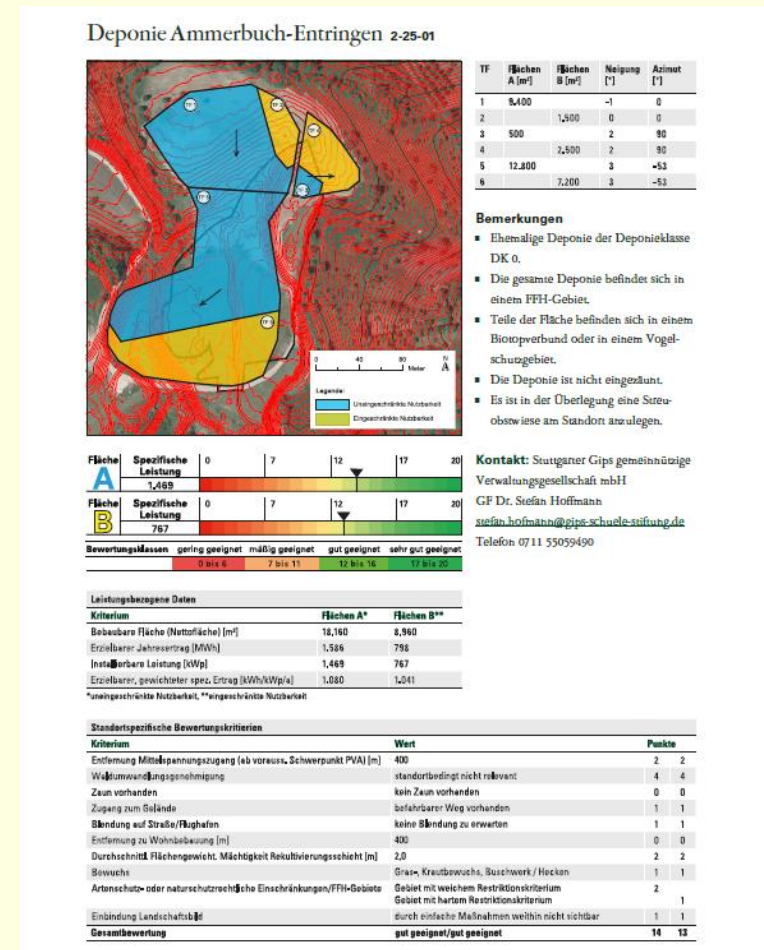 Deponie Ammerbuch-Entringen 2-25-01
TF Flächen A [m²] Flächen B [m²] Neigung [°] Azimut [°]
1 9.400 -1 0
2 1.500 0 0
3 500 2 90
4 2.500 2 90
5 12.800 3 -53
6 7.200 3 -53
0 40 80 Meter N
Legende:
Uneingeschränkte Nutzbarkeit
Eingeschränkte Nutzbarkeit
Bemerkungen
Ehemalige Deponie der Deponieklasse
DK 0.
Die gesamte Deponie befindet sich in
einem FFH-Gebiet.
Teile der Fläche befinden sich in einem
Biotopverbund oder in einem Vogel-
schutzgebiet.
Die Deponie ist nicht eingezäunt.
Es ist in der Überlegung eine Streu-
obstwiese am Standort anzulegen.
Kontakt: Stuttgarter Gips gemeinnützige
Verwaltungsgesellschaft mbH
GF Dr. Stefan Hoffmann
stefan.hofmann@gips-schuele-stiftung.de
Telefon 0711 55059490
Fläche A Spezifische Leistung 1.469 0 7 12 17 20
Fläche B Spezifische Leistung 767 0 7 12 17 20
Bewertungsklassen gering geeignet mäßig geeignet gut geeignet sehr gut geeignet
0 bis 6 7 bis 11 12 bis 16 17 bis 20
Leistungsbezogene Daten
Kriterium Flächen A* Flächen B**
Bebaubare Fläche (Nettofläche) [m²] 18,160 8,960
Erzielbarer Jahresertrag [MWh] 1.586 798
Installierbare Leistung [kWp] 1,469 767
Erzielbarer, gewichteter spez. Ertrag [kWh/kWp/a] 1.080 1.041
*uneingeschränkte Nutzbarkeit, **eingeschränkte Nutzbarkeit
Standortspezifische Bewertungskritierien
Kriterium Wert Punkte
Entfernung Mittelspannungszugang (ab vorauss. Schwerpunkt PVA) [m] 400 2 2
Waldumwandlungsgenehmigung standortbedingt nicht relevant 4 4
Zaun vorhanden kein Zaun vorhanden 0 0
Zugang zum Gelände befahrbarer Weg vorhanden 1 1
Blendung auf Straße/Flughafen keine Blendung zu erwarten 1 1
Entfernung zu Wohnbebauung [m] 400 0 0
Durchschnittl. Flächengewicht. Mächtigkeit Rekultivierungsschicht [m] 2,0 2 2
Bewuchs Gras-, Krautbewuchs, Buschwerk / Hecken 1 1
Artenschutz- oder naturschutzrechtliche Einschränkungen/FFH-Gebiete Gebiet mit weichem Restriktionskriterium 2
Gebiet mit hartem Restriktionskriterium 1
Einbindung Landschaftsbild durch einfache Maßnahmen weithin nicht sichtbar 1 1
Gesamtbewertung gut geeignet/gut geeignet 14 13